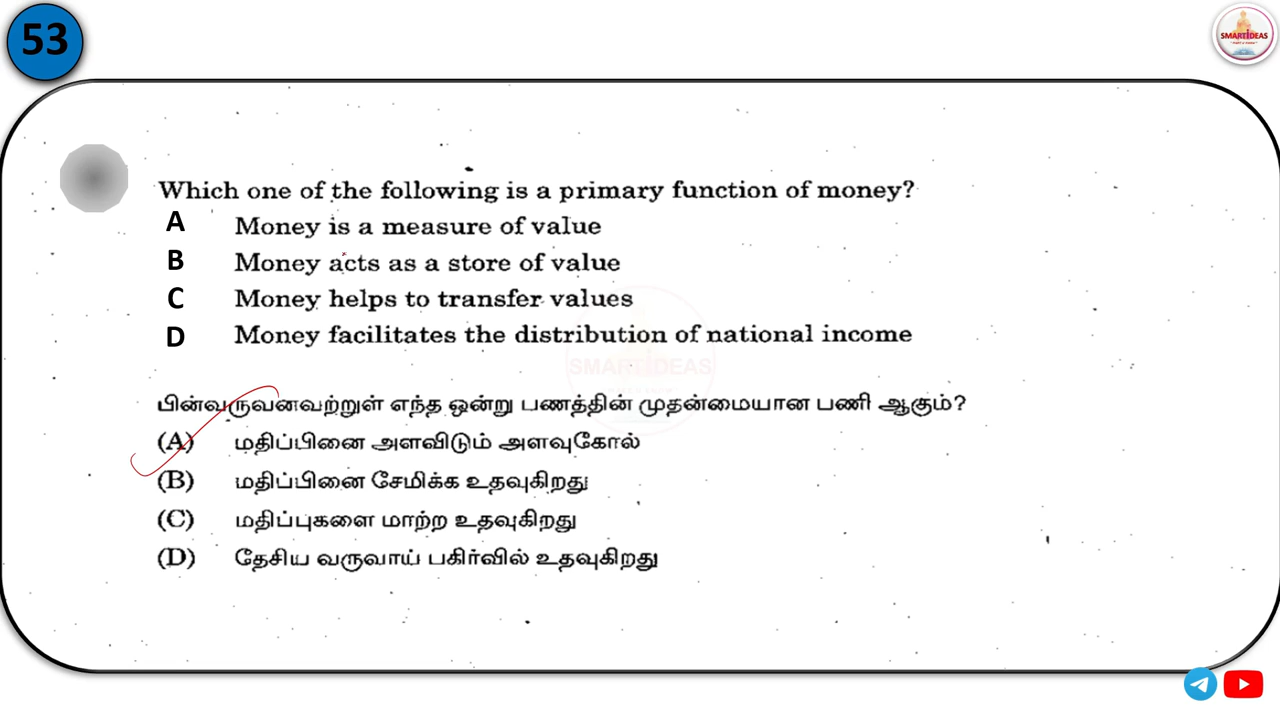 53
SMARTIDEAS
Which one of the following is a primary function of money?
A Money is a measure of value
B Money acts as a store of value
C Money helps to transfer values
D Money facilitates the distribution of national income
SMART IDEAS
பின்வருவனவற்றுள் எந்த ஒன்று பணத்தின் முதன்மையான பணி ஆகும்?
(A) மதிப்பினை அளவிடும் அளவுகோல்
(B) மதிப்பினை சேமிக்க உதவுகிறது
(C) மதிப்புகளை மாற்ற உதவுகிறது
(D) தேசிய வருவாய் பகிர்வில் உதவுகிறது